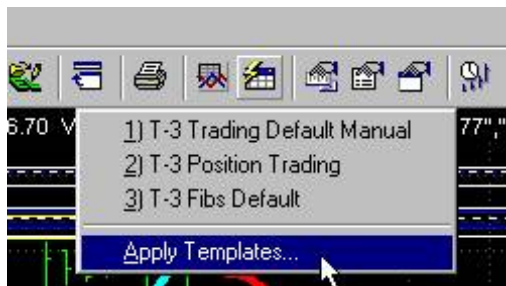 6.70 V
77","
1) T-3 Trading Default Manual
2) T-3 Position Trading
3) T-3 Fibs Default
Apply Templates...